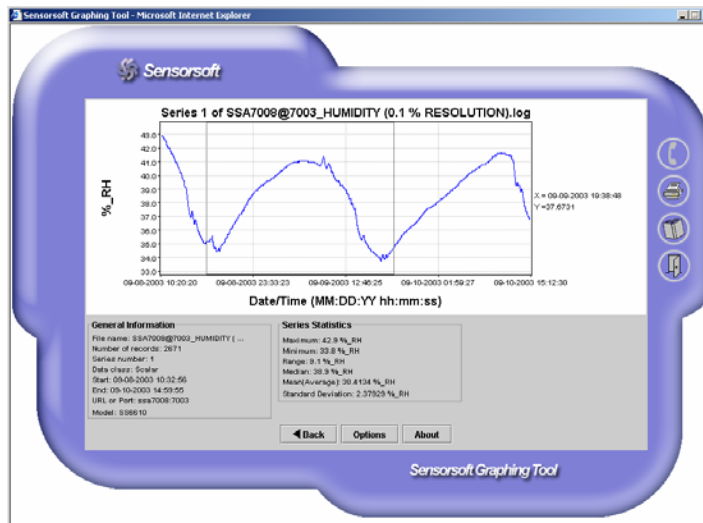 Sensorsoft Graphing Tool - Microsoft Internet Explorer
Sensorsoft
Series 1 of SSA7008@7003_HUMIDITY (0.1 % RESOLUTION).log
43.0
42.0
41.0
40.0
39.0
38.0
37.0
36.0
35.0
34.0
33.0
%_RH
X = 09-09-2003 19:38:48
Y =37.6731
09-08-2003 10:20:20 09-08-2003 23:33:23 09-09-2003 12:46:25 09-10-2003 01:59:27 09-10-2003 15:12:30
Date/Time (MM:DD:YY hh:mm:ss)
General Information
File name: SSA7008@7003_HUMIDITY ( ...
Number of records: 2671
Series number: 1
Data class: Scalar
Start: 09-08-2003 10:32:56
End: 09-10-2003 14:59:55
URL or Port: ssa7008:7003
Model: SS6610
Series Statistics
Maximum: 42.9 %_RH
Minimum: 33.8 %_RH
Range: 9.1 %_RH
Median: 38.9 %_RH
Mean(Average): 38.4134 %_RH
Standard Deviation: 2.37929 %_RH
Back Options About
Sensorsoft Graphing Tool